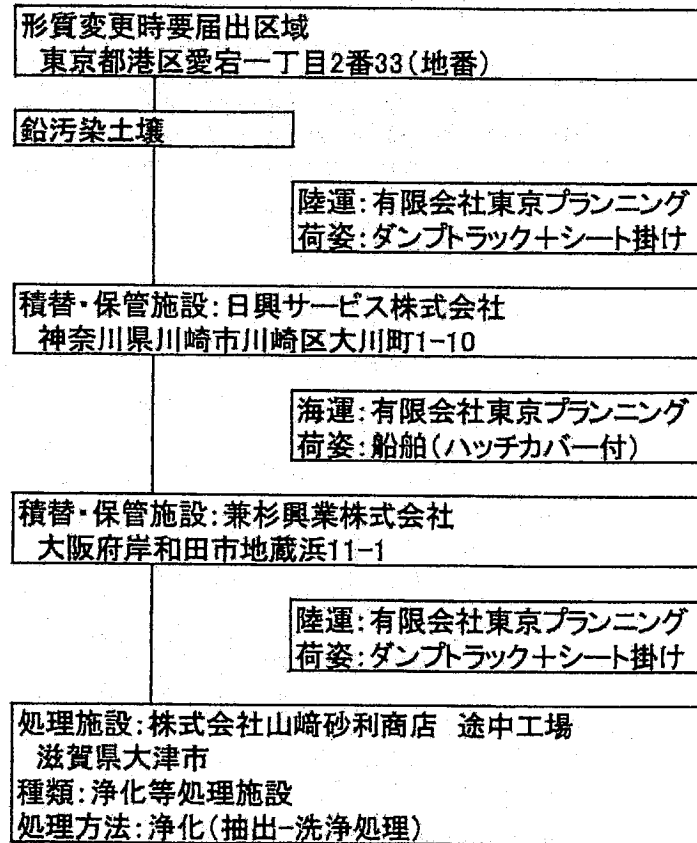 形質変更時要届出区域
東京都港区愛宕一丁目2番33(地番)
鉛汚染土壌
陸運:有限会社東京プランニング
荷姿:ダンプトラック+シート掛け
積替・保管施設:日興サービス株式会社
神奈川県川崎市川崎区大川町1-10
海運:有限会社東京プランニング
荷姿:船舶(ハッチカバー付)
積替・保管施設:兼杉興業株式会社
大阪府岸和田市地蔵浜11-1
陸運:有限会社東京プランニング
荷姿:ダンプトラック+シート掛け
処理施設:株式会社山﨑砂利商店 途中工場
滋賀県大津市
種類:浄化等処理施設
処理方法:浄化(抽出-洗浄処理)